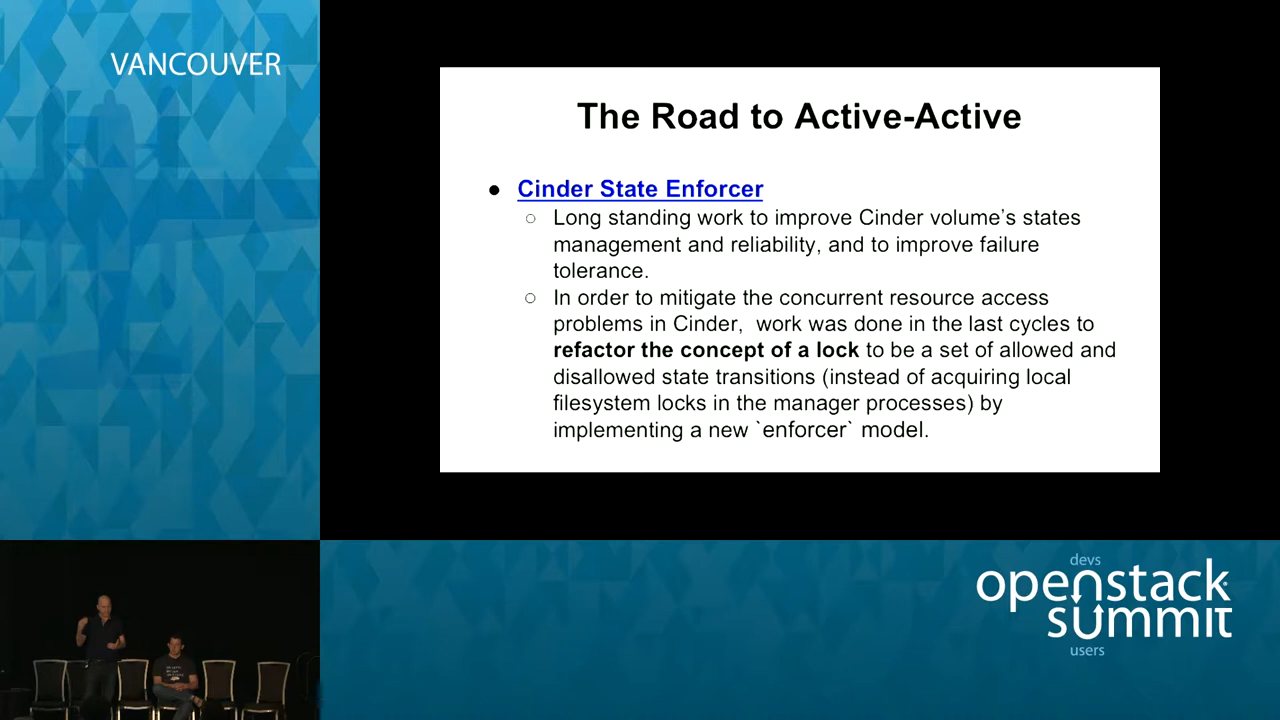 VANCOUVER
The Road to Active-Active
● Cinder State Enforcer
○ Long standing work to improve Cinder volume’s states
management and reliability, and to improve failure
tolerance.
○ In order to mitigate the concurrent resource access
problems in Cinder, work was done in the last cycles to
refactor the concept of a lock to be a set of allowed and
disallowed state transitions (instead of acquiring local
filesystem locks in the manager processes) by
implementing a new `enforcer` model.
devs
openstack
summit
users